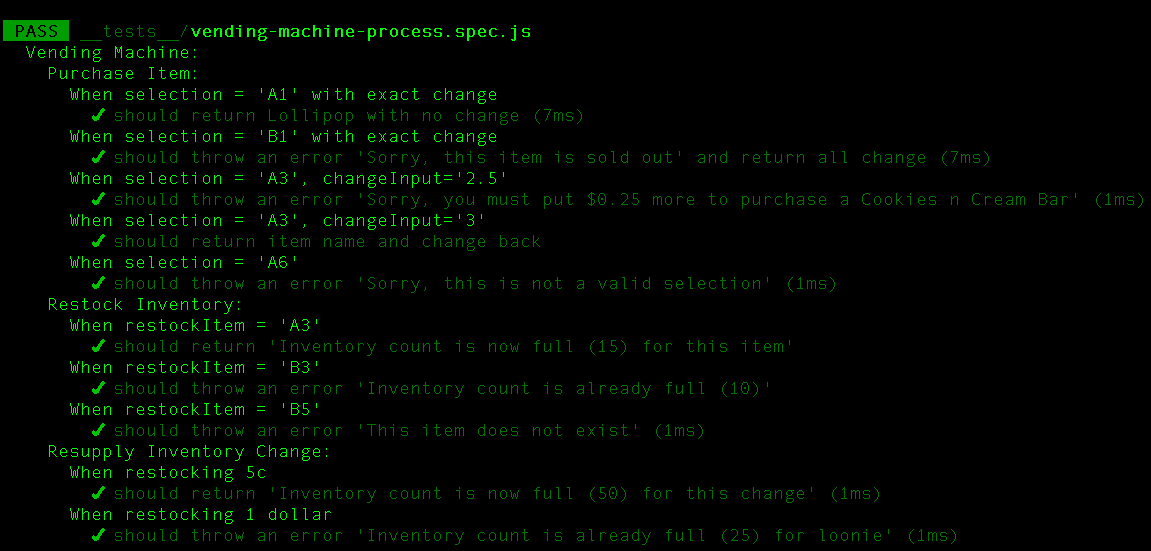 PASS __tests__/vending-machine-process.spec.js
Vending Machine:
Purchase Item:
When selection = 'A1' with exact change
✓ should return Lollipop with no change (7ms)
When selection = 'B1' with exact change
✓ should throw an error 'Sorry, this item is sold out' and return all change (7ms)
When selection = 'A3', changeInput='2.5'
✓ should throw an error 'Sorry, you must put $0.25 more to purchase a Cookies n Cream Bar' (1ms)
When selection = 'A3', changeInput='3'
✓ should return item name and change back
When selection = 'A6'
✓ should throw an error 'Sorry, this is not a valid selection' (1ms)
Restock Inventory:
When restockItem = 'A3'
✓ should return 'Inventory count is now full (15) for this item'
When restockItem = 'B3'
✓ should throw an error 'Inventory count is already full (10)'
When restockItem = 'B5'
✓ should throw an error 'This item does not exist' (1ms)
Resupply Inventory Change:
When restocking 5c
✓ should return 'Inventory count is now full (50) for this change' (1ms)
When restocking 1 dollar
✓ should throw an error 'Inventory count is already full (25) for loonie' (1ms)